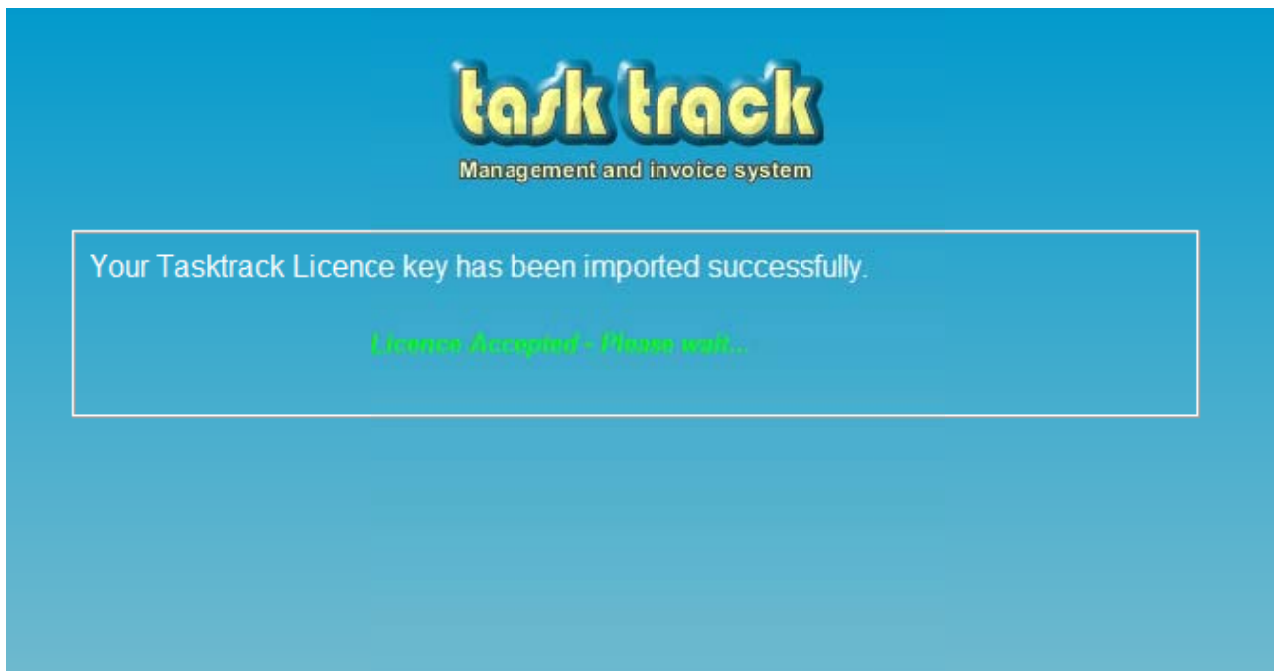 task track
Management and invoice system
Your Tasktrack Licence key has been imported successfully.
Licence Accepted - Please wait...